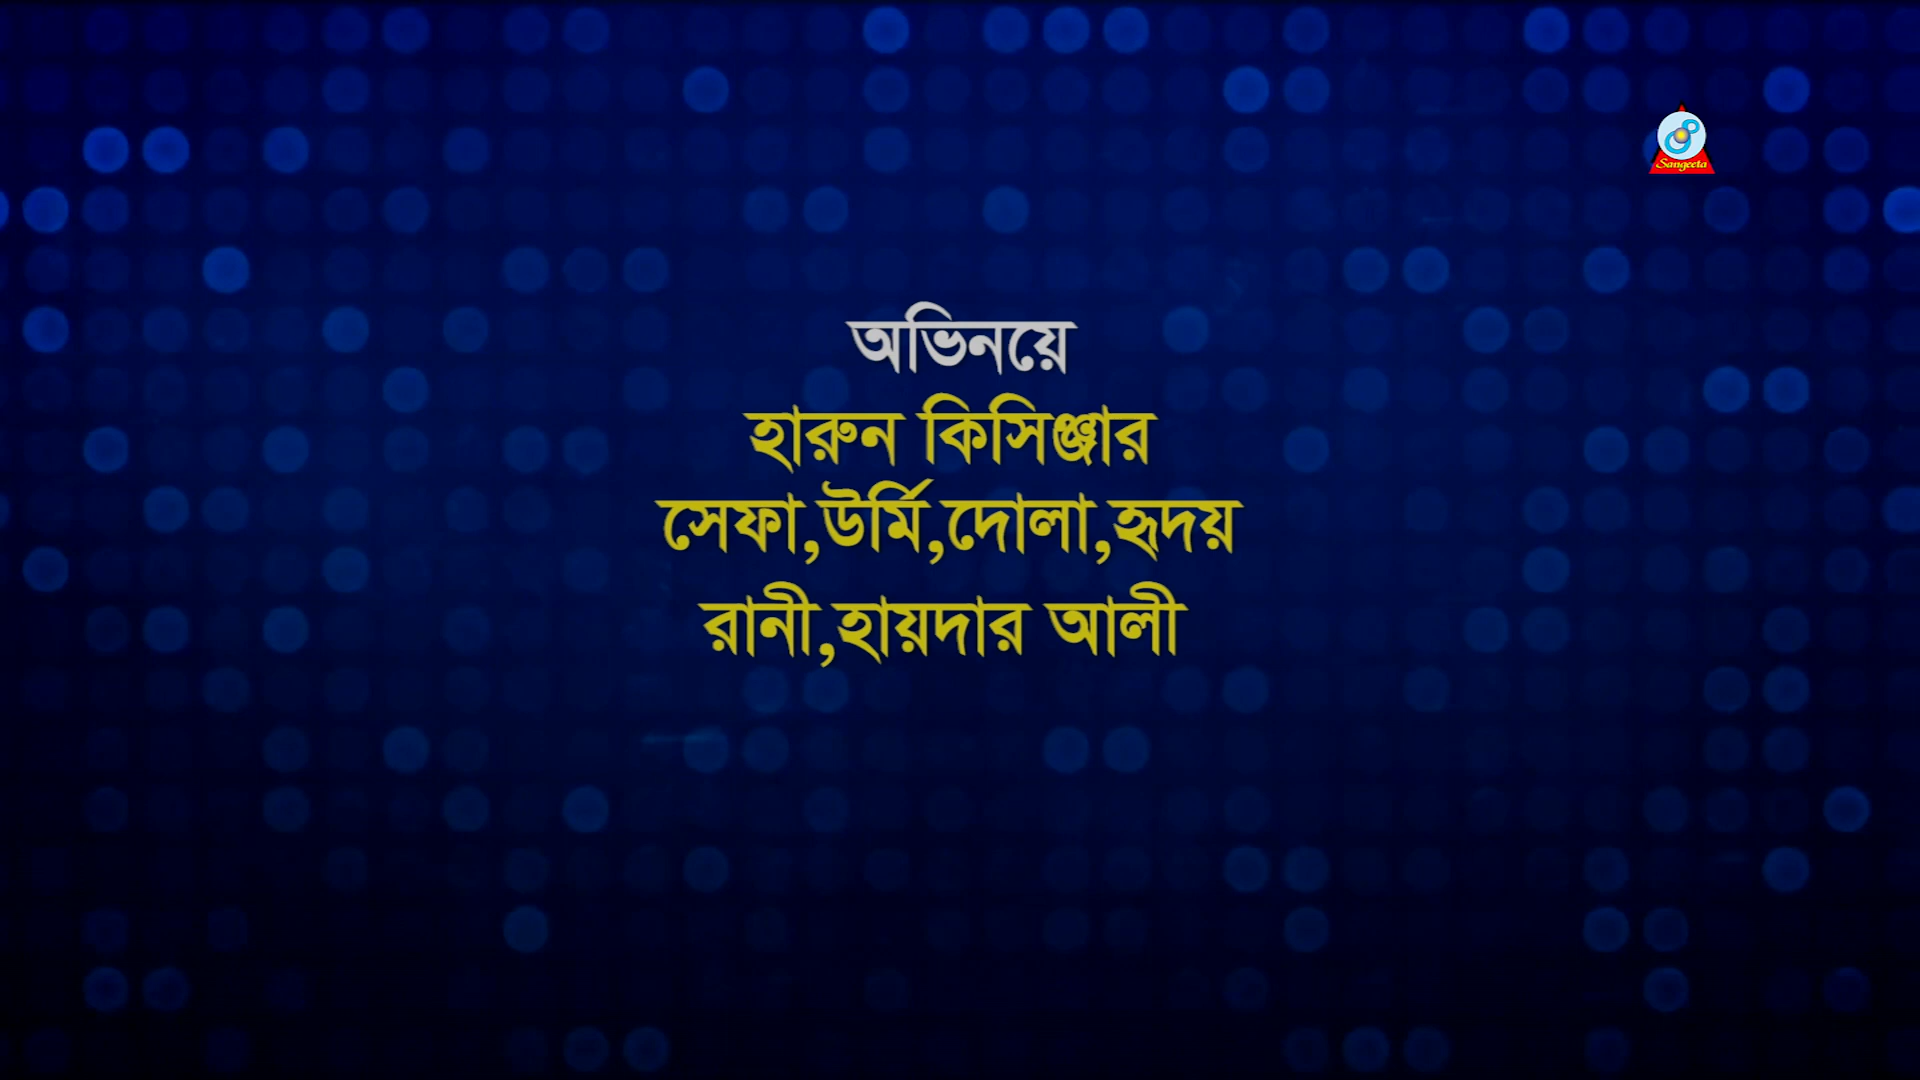 Sangeeta
অভিনয়ে
হারুন কিসিঞ্জার
সেফা,উর্মি,দোলা,হৃদয়
রানী,হায়দার আলী